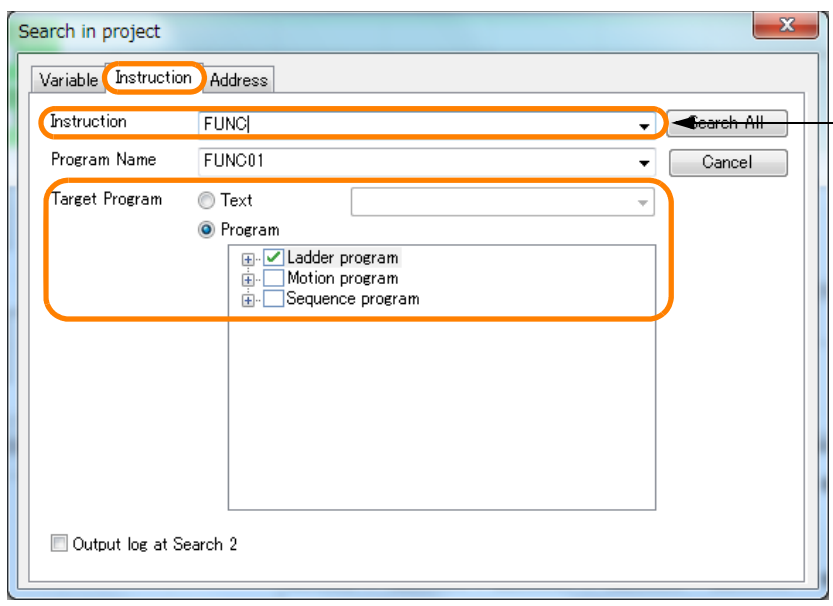 Search in project
Variable Instruction Address
Instruction FUNC Search All
Program Name FUNC01 Cancel
Target Program Text
Program
Ladder program
Motion program
Sequence program
Output log at Search 2